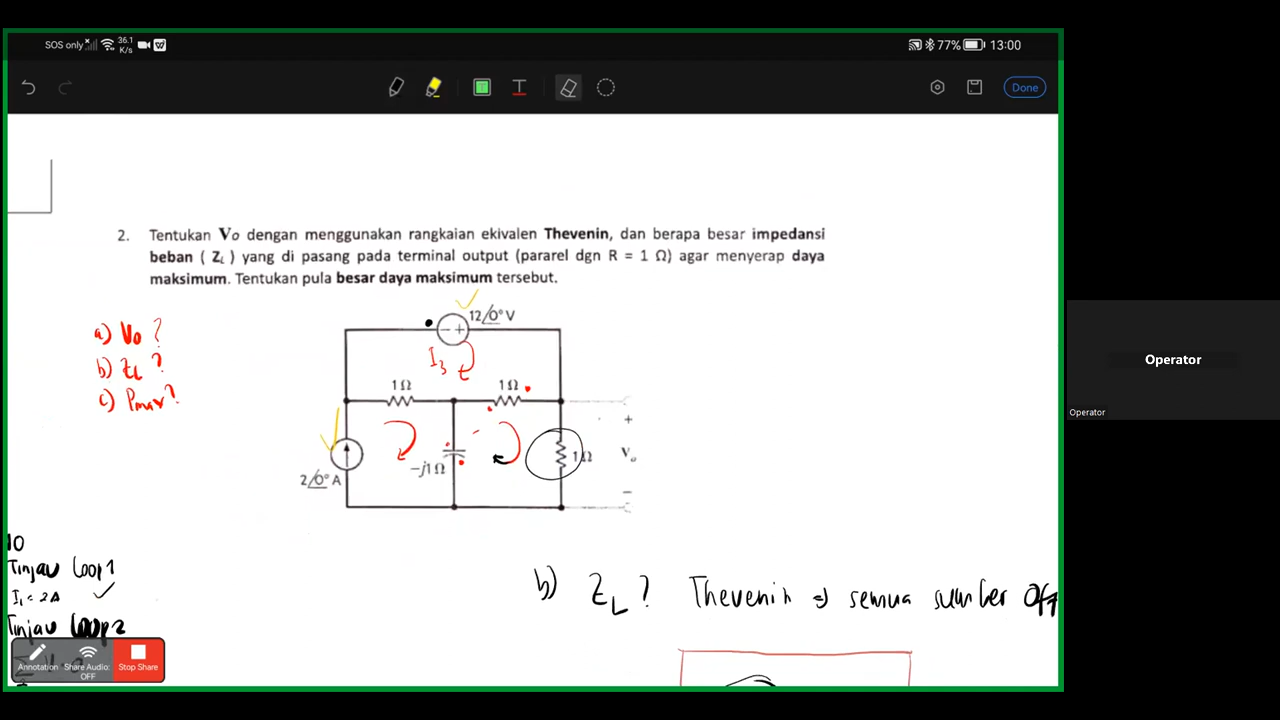 SOS only 36.1 K/s W 77% 13:00
T T Done
2. Tentukan Vo dengan menggunakan rangkaian ekivalen Thevenin, dan berapa besar impedansi
beban ( ZL ) yang di pasang pada terminal output (pararel dgn R = 1 Ω) agar menyerap daya
maksimum. Tentukan pula besar daya maksimum tersebut.
12/0° V
- +
a) Vo ?
b) ZL ?
c) Pmax?
I3
1 Ω
1 Ω
+
-j1 Ω
1 Ω
Vo
2/0° A
−
Operator
Operator
Tinjau Loop 1
I1 = 2A
Tinjau Loop 2
b) ZL ? Thevenin ⇒ semua sumber Off
Annotation
Share Audio: OFF
Stop Share